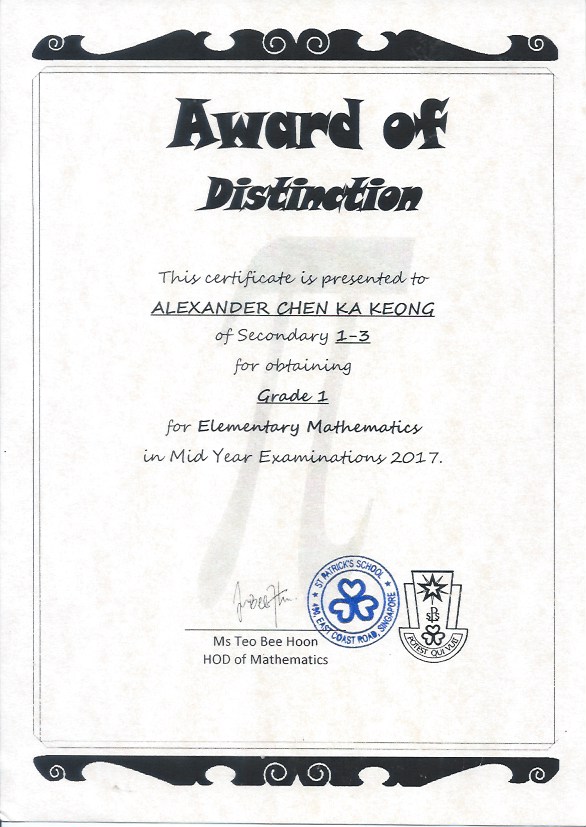 Award of
Distinction
This certificate is presented to
ALEXANDER CHEN KA KEONG
of Secondary 1-3
for obtaining
Grade 1
for Elementary Mathematics
in Mid Year Examinations 2017.
π
ST PATRICK'S SCHOOL
490, EAST COAST ROAD, SINGAPORE
SPS
POTEST QUI VULT
Ms Teo Bee Hoon
HOD of Mathematics